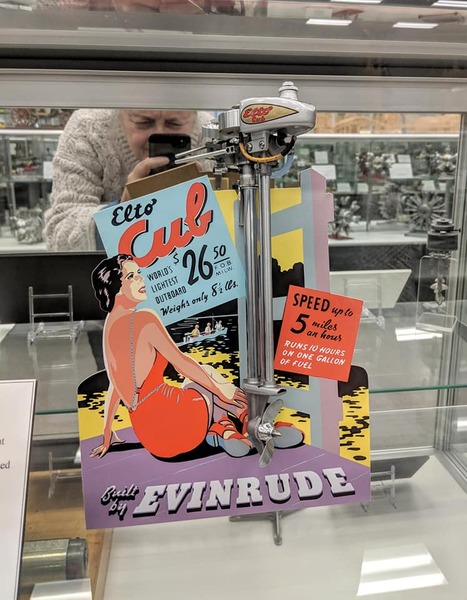 Elto
Elto
Cub
WORLD'S
LIGHTEST
OUTBOARD
$26.50
F O B
MILW.
Weighs only 8½ lbs.
SPEED up to
5 miles
an hour
RUNS 10 HOURS
ON ONE GALLON
OF FUEL
Built
by EVINRUDE